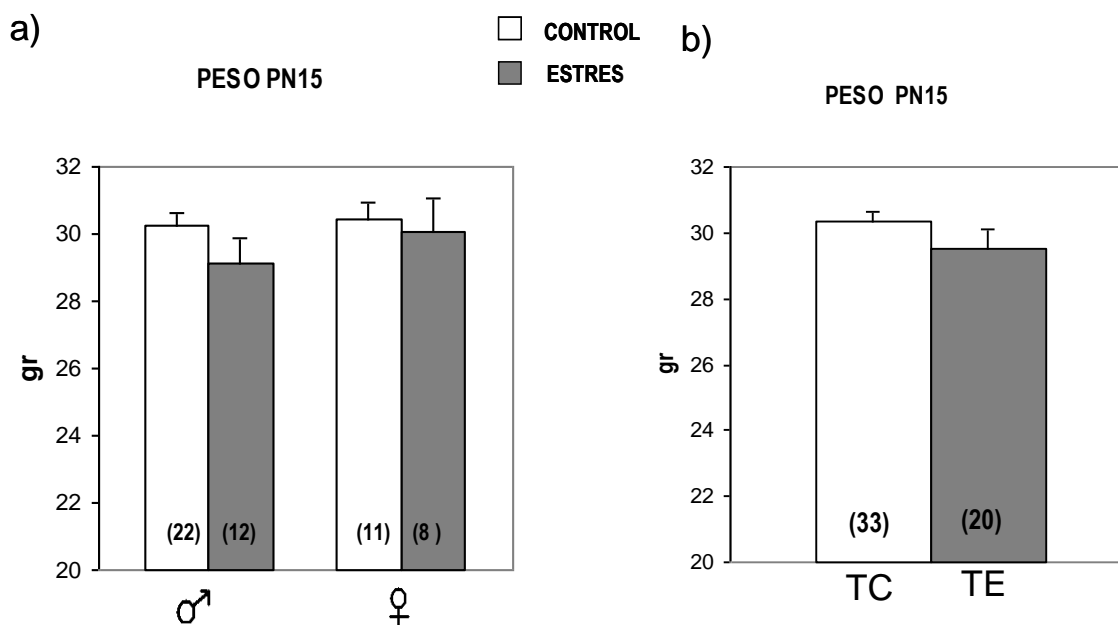 a)
CONTROL
ESTRES
PESO PN15
gr
32
30
28
26
24
22
20
(22)
(12)
(11)
(8 )
♂
♀
b)
PESO PN15
gr
32
30
28
26
24
22
20
(33)
(20)
TC
TE